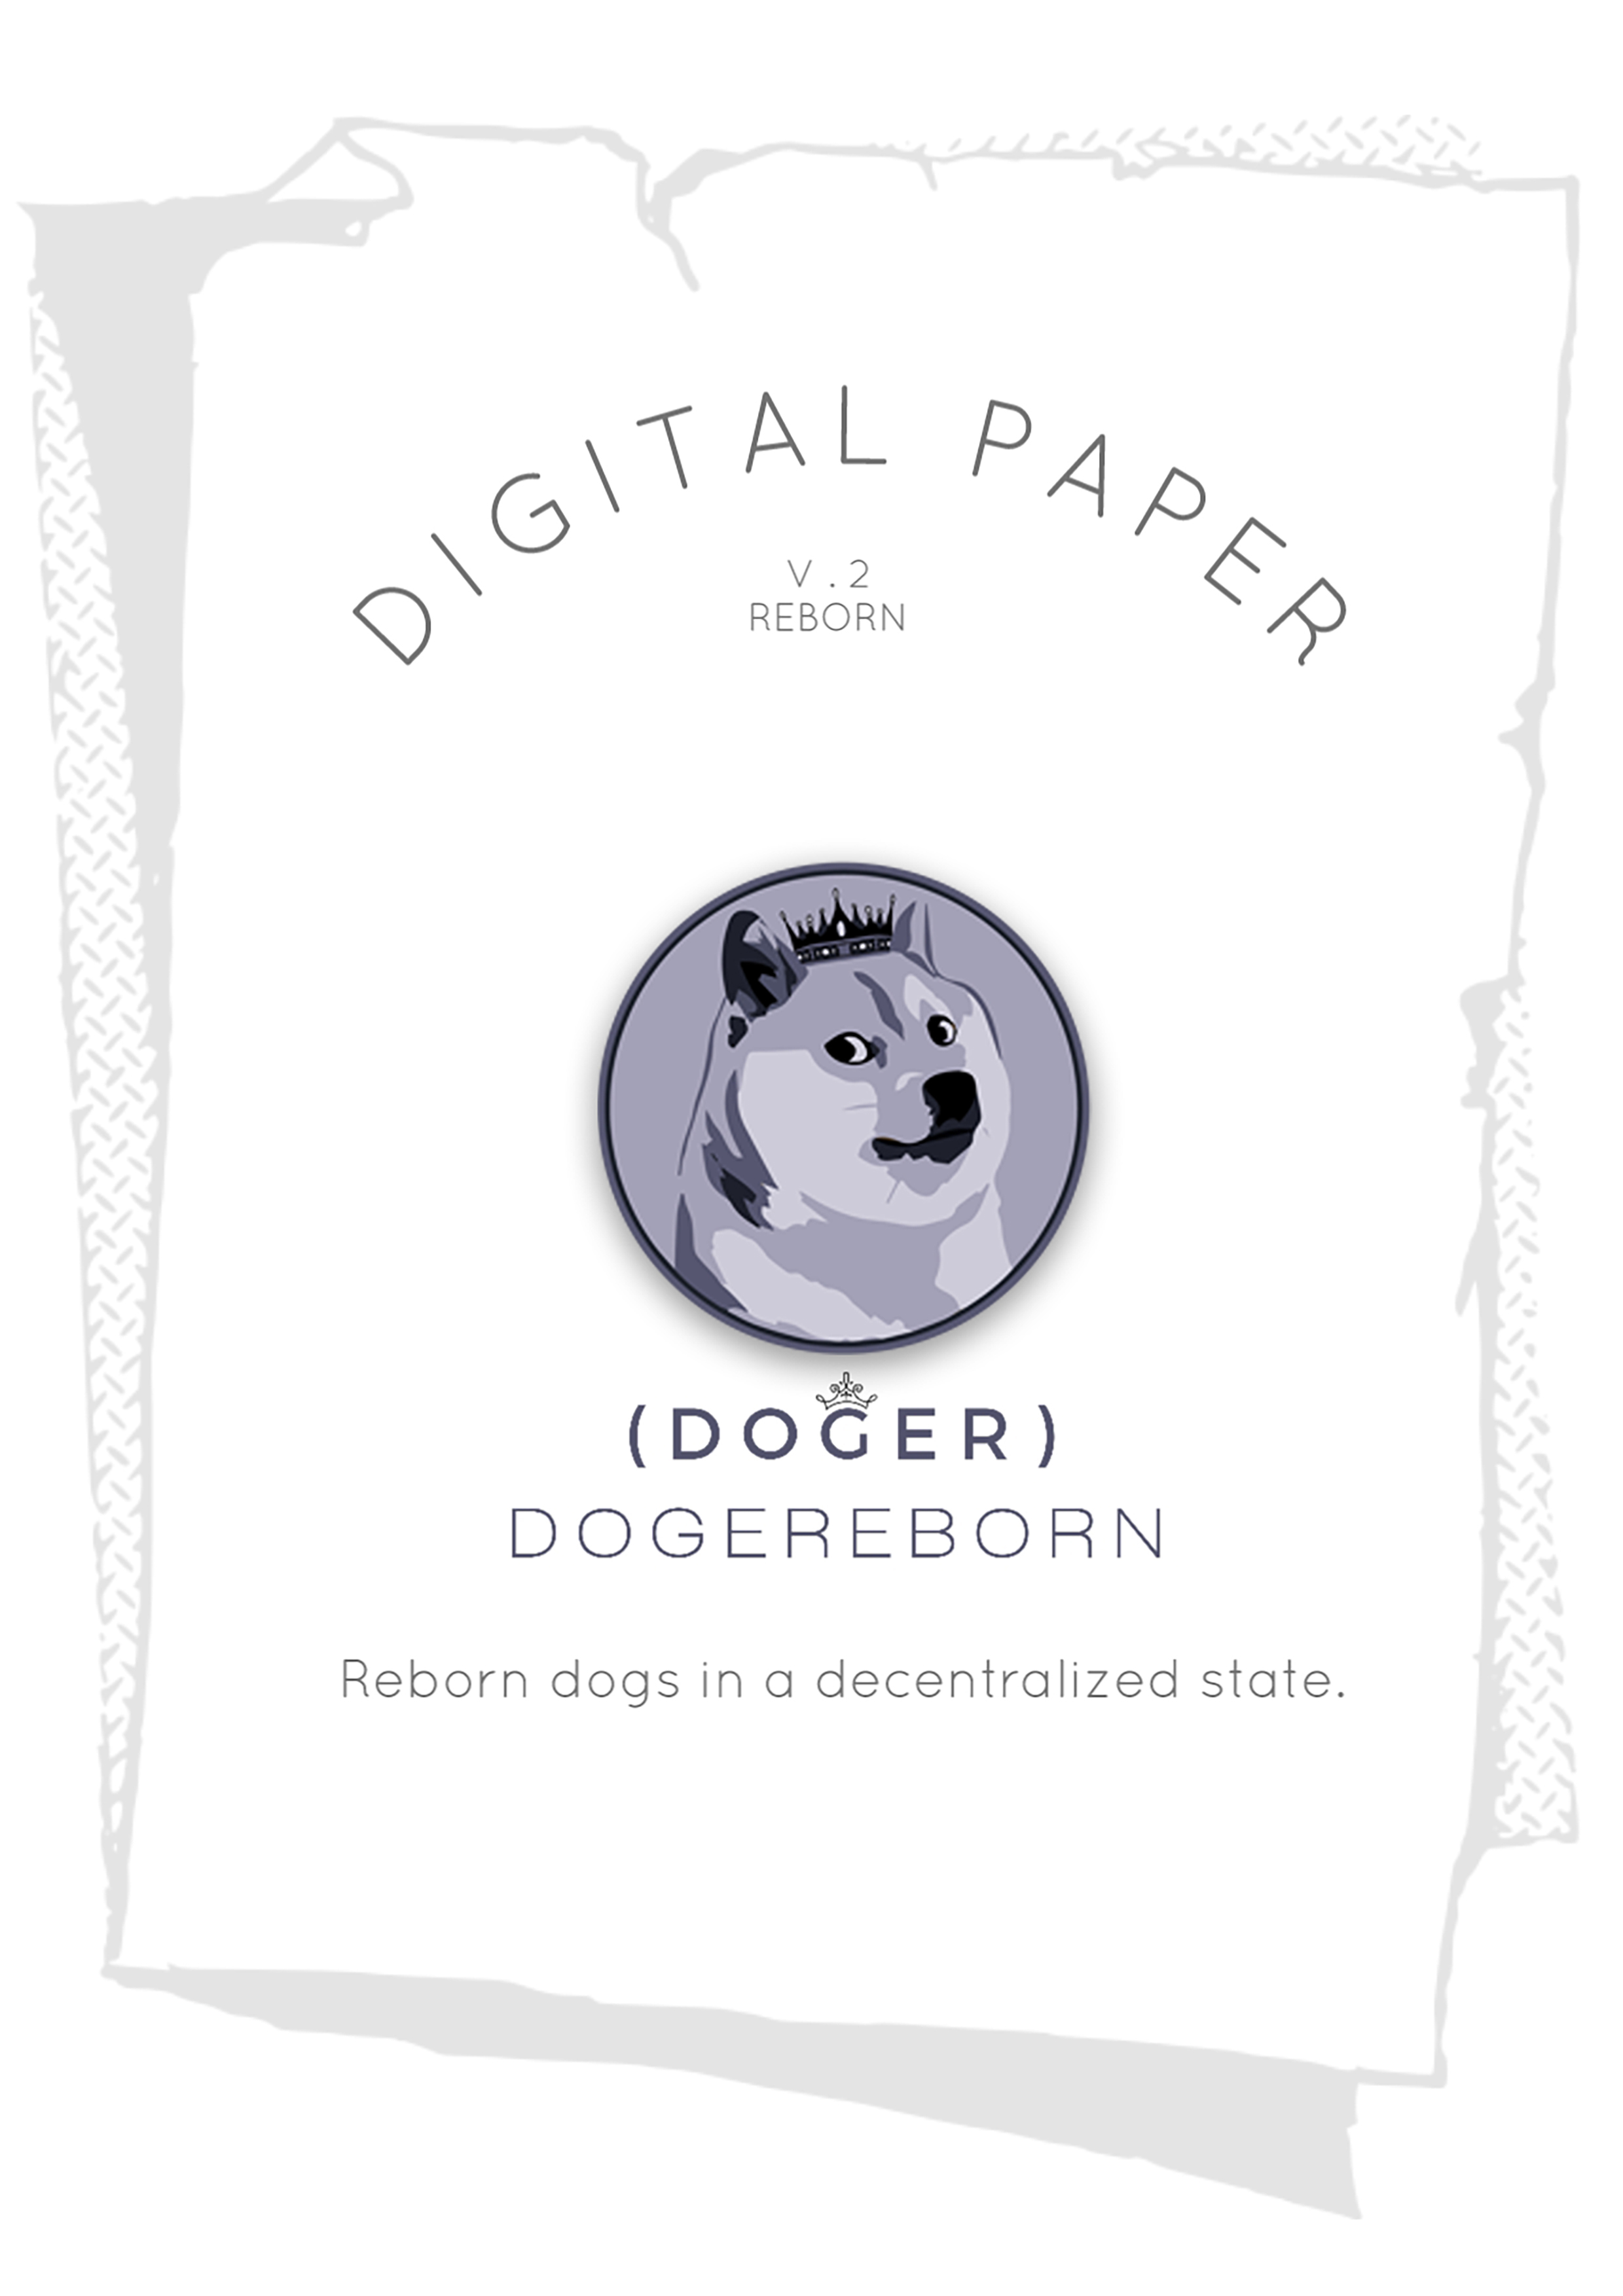 DIGITAL PAPER
V.2
REBORN
(DOGER)
DOGEREBORN
Reborn dogs in a decentralized state.